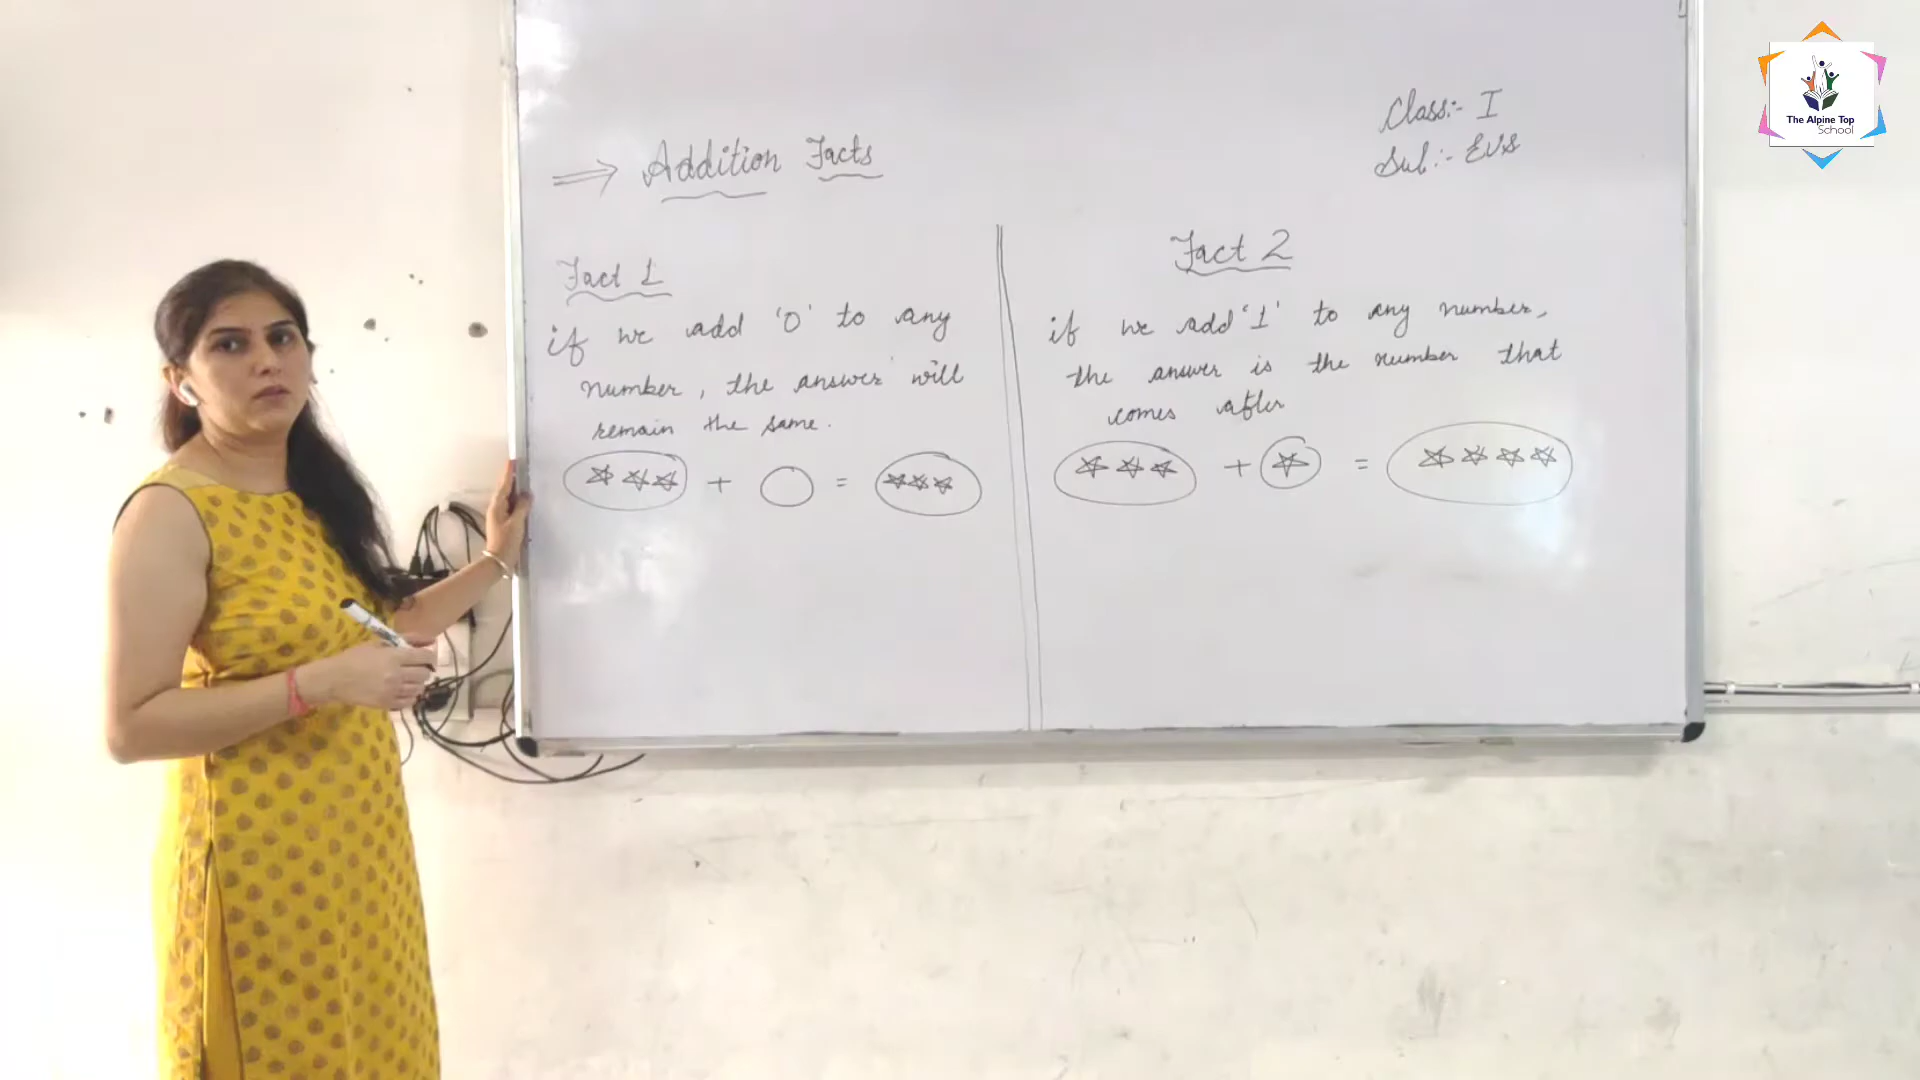 The Alpine Top
School
Class:- I
Sub:- EVS
⇒ Addition Facts
Fact 1
if we add '0' to any
number, the answer will
remain the same.
+ =
Fact 2
if we add '1' to any number,
the answer is the number that
comes after
+ =